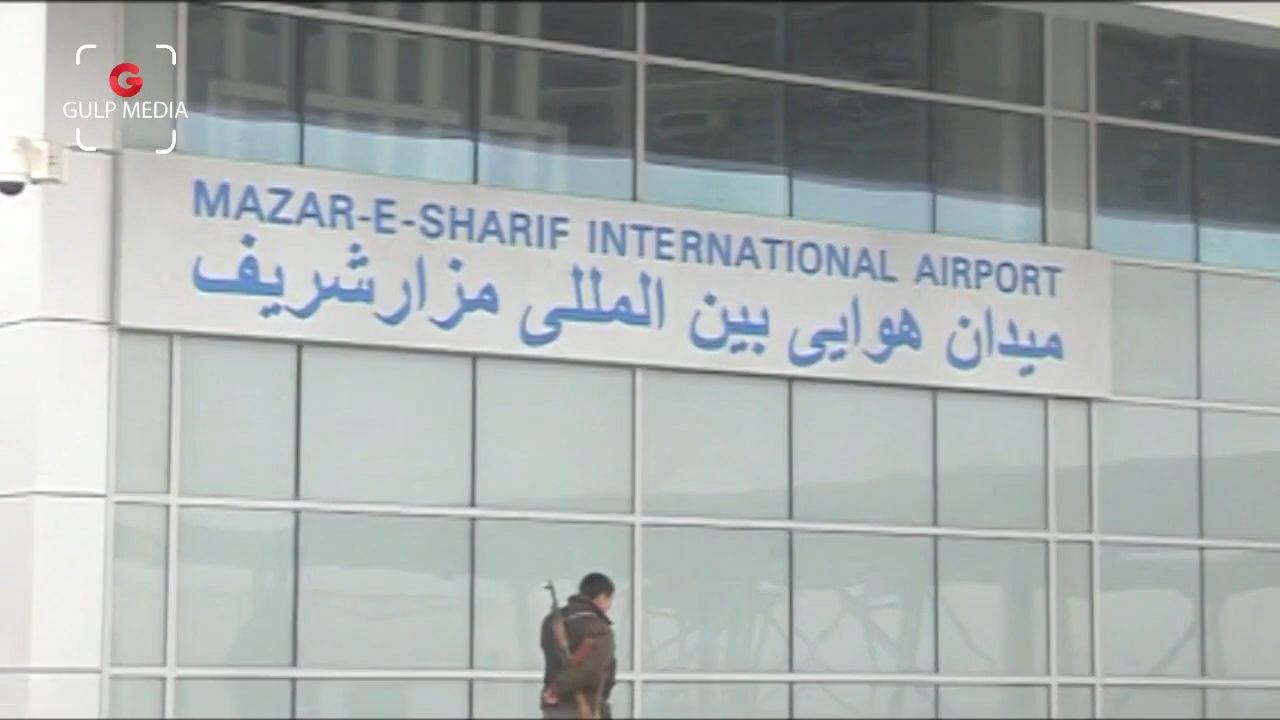 G
GULP MEDIA
MAZAR-E-SHARIF INTERNATIONAL AIRPORT
میدان هوایی بین المللی مزارشریف